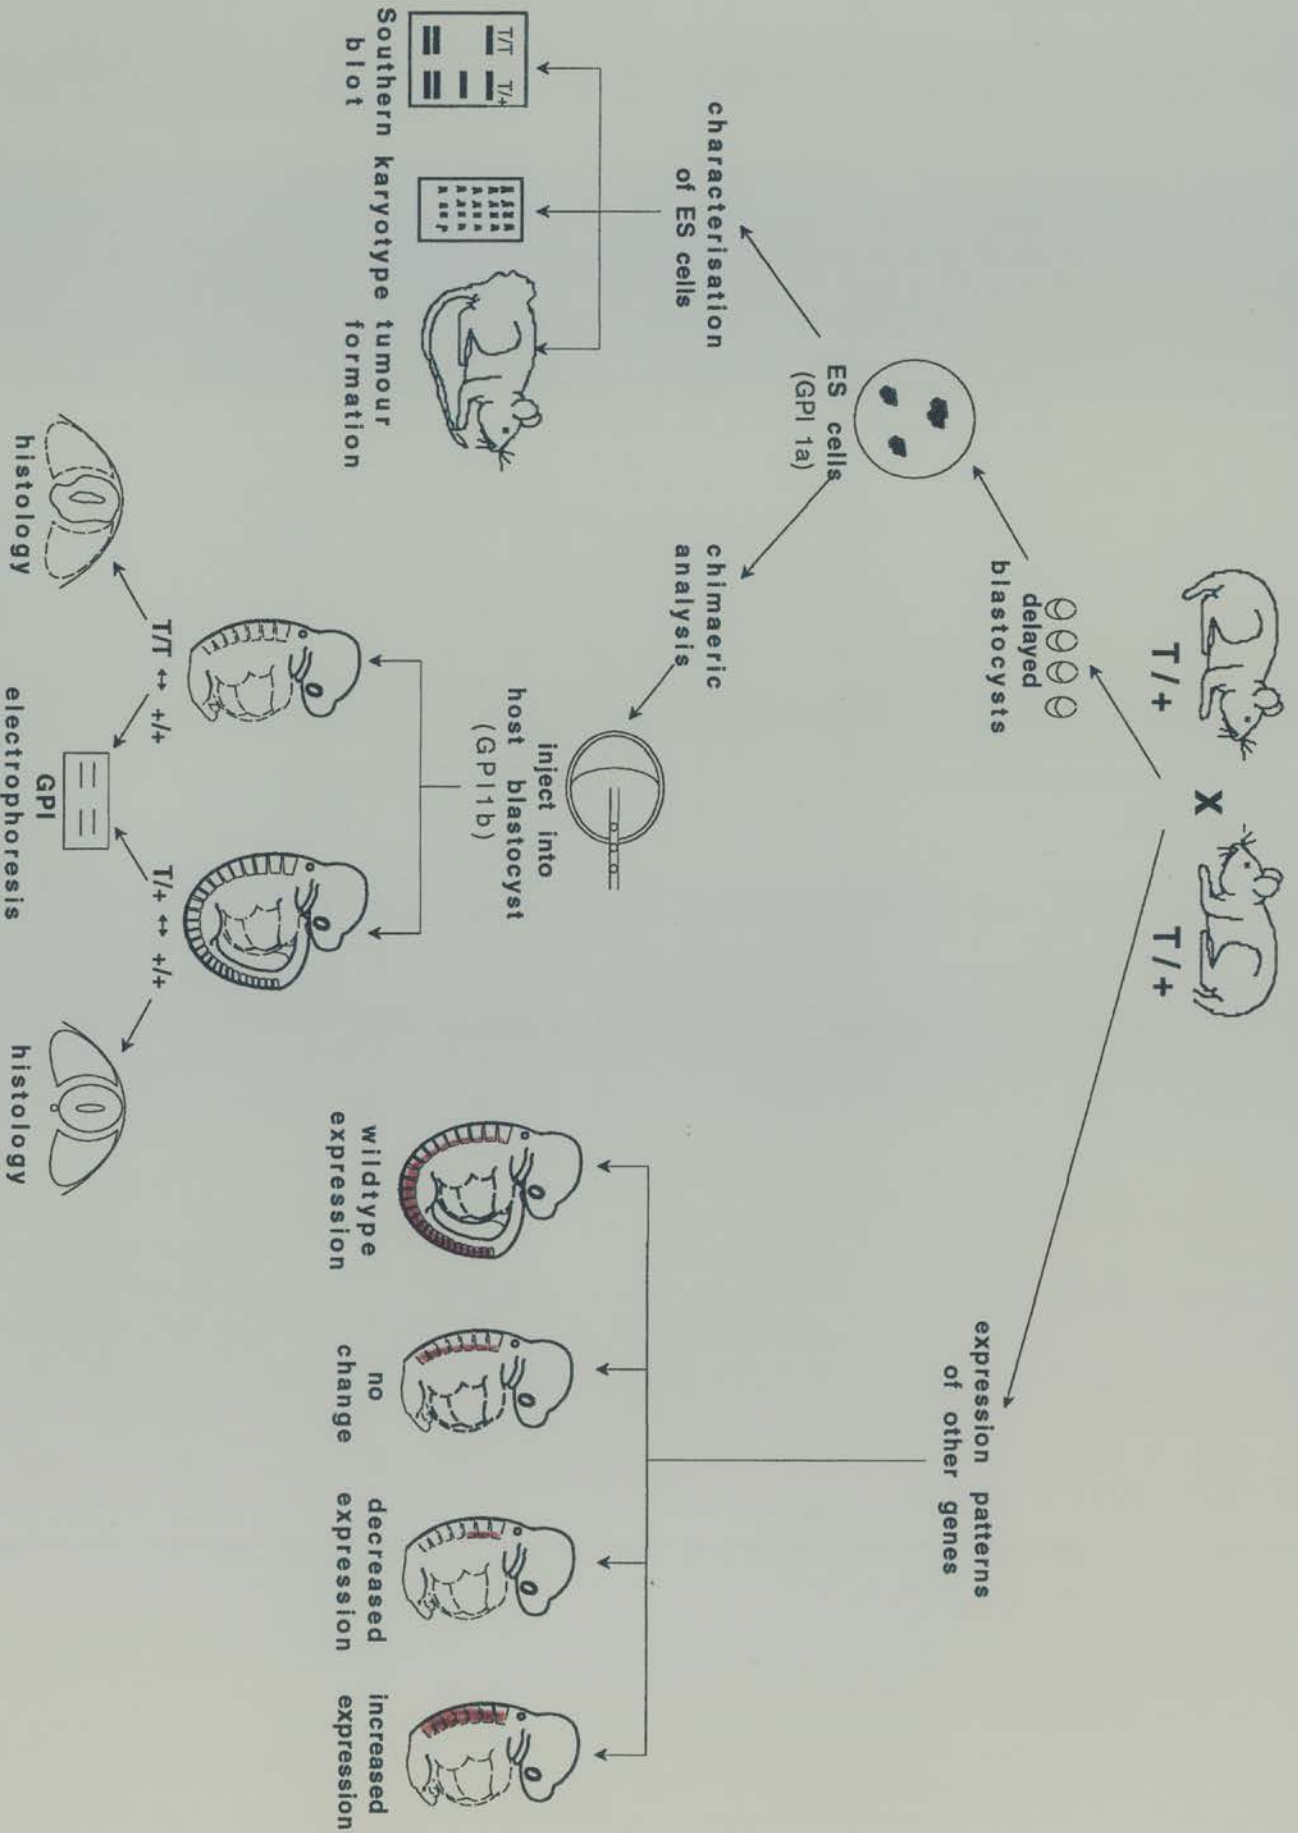 T/+
X
T/+
delayed
blastocysts
ES cells
(GPI 1a)
characterisation
of ES cells
T/T T/+
Southern
blot
karyotype
tumour
formation
chimaeric
analysis
inject into
host blastocyst
(GPI1b)
T/T ↔ +/+
T/+ ↔ +/+
histology
GPI
electrophoresis
histology
expression patterns
of other genes
wildtype
expression
no
change
decreased
expression
increased
expression